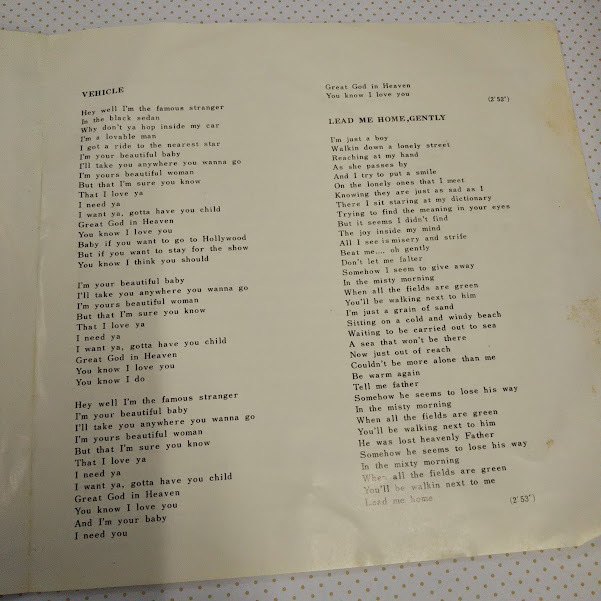 VEHICLE
Hey well I'm the famous stranger
In the black sedan
Why don't ya hop inside my car
I'm a lovable man
I got a ride to the nearest star
I'm your beautiful baby
I'll take you anywhere you wanna go
I'm yours beautiful woman
But that I'm sure you know
That I love ya
I need ya
I want ya, gotta have you child
Great God in Heaven
You know I love you
Baby if you want to go to Hollywood
But if you want to stay for the show
You know I think you should
I'm your beautiful baby
I'll take you anywhere you wanna go
I'm yours beautiful woman
But that I'm sure you know
That I love ya
I need ya
I want ya, gotta have you child
Great God in Heaven
You know I love you
You know I do
Hey well I'm the famous stranger
I'm your beautiful baby
I'll take you anywhere you wanna go
I'm yours beautiful woman
But that I'm sure you know
That I love ya
I need ya
I want ya, gotta have you child
Great God in Heaven
You know I love you
And I'm your baby
I need you
Great God in Heaven
You know I love you
(2'52")
LEAD ME HOME,GENTLY
I'm just a boy
Walkin down a lonely street
Reaching at my hand
As she passes by
And I try to put a smile
On the lonely ones that I meet
Knowing they are just as sad as I
There I sit staring at my dictionary
Trying to find the meaning in your eyes
But it seems I didn't find
The joy inside my mind
All I see is misery and strife
Beat me.... oh gently
Don't let me falter
Somehow I seem to give away
In the misty morning
When all the fields are green
You'll be walking next to him
I'm just a grain of sand
Sitting on a cold and windy beach
Waiting to be carried out to sea
A sea that won't be there
Now just out of reach
Couldn't be more alone than me
Be warm again
Tell me father
Somehow he seems to lose his way
In the misty morning
When all the fields are green
You'll be walking next to him
He was lost heavenly Father
Somehow he seems to lose his way
In the mixty morning
When all the fields are green
You'll be walkin next to me
Lead me home
(2'53")